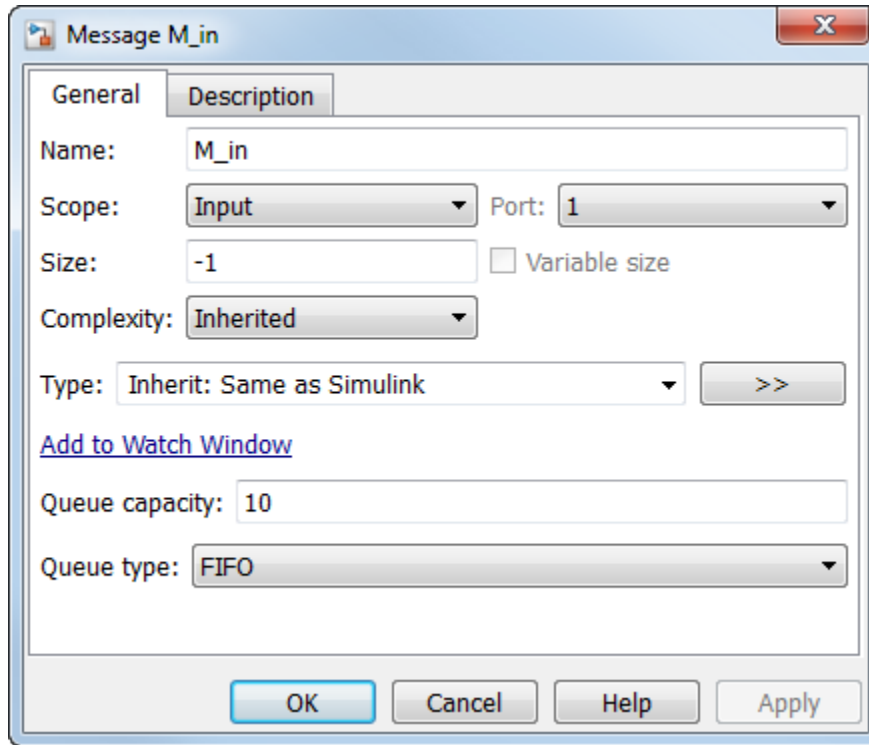 Message M_in
X
General Description
Name: M_in
Scope: Input Port: 1
Size: -1 Variable size
Complexity: Inherited
Type: Inherit: Same as Simulink >>
Add to Watch Window
Queue capacity: 10
Queue type: FIFO
OK Cancel Help Apply